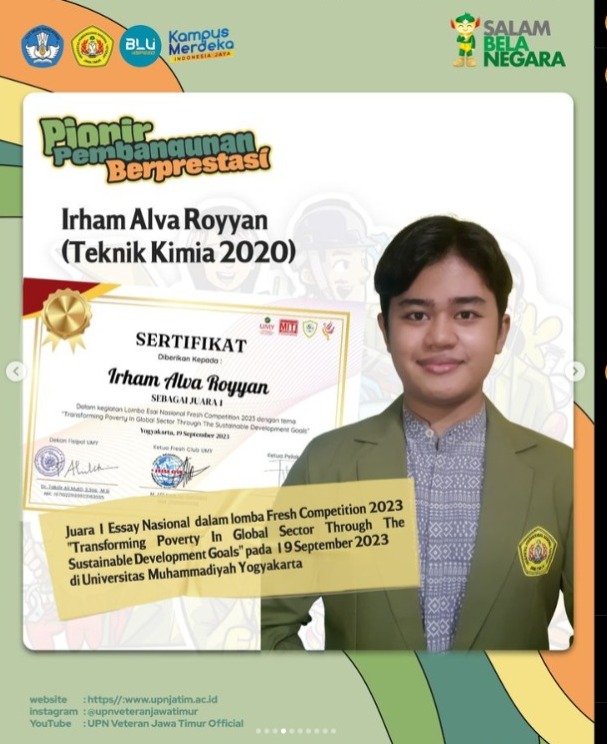 BLU
Kampus
Merdeka
INDONESIA JAYA
SALAM
BELA
NEGARA
Pionir
Pembangunan
Berprestasi
Irham Alva Royyan
(Teknik Kimia 2020)
UMY
MITI
SERTIFIKAT
Diberikan Kepada :
Irham Alva Royyan
SEBAGAI JUARA 1
Dalam kegiatan Lomba Esai Nasional Fresh Competition 2023 dengan tema
"Transforming Poverty In Global Sector Through The Sustainable Development Goals"
Yogyakarta, 19 September 2023
Dekan Faipol UMY
Ketua Fresh Club UMY
Ketua
Juara 1 Essay Nasional dalam lomba Fresh Competition 2023
"Transforming Poverty In Global Sector Through The
Sustainable Development Goals" pada 19 September 2023
di Universitas Muhammadiyah Yogyakarta
website : https//:www.upnjatim.ac.id
instagram : @upnveteranjawatimur
YouTube : UPN Veteran Jawa Timur Official